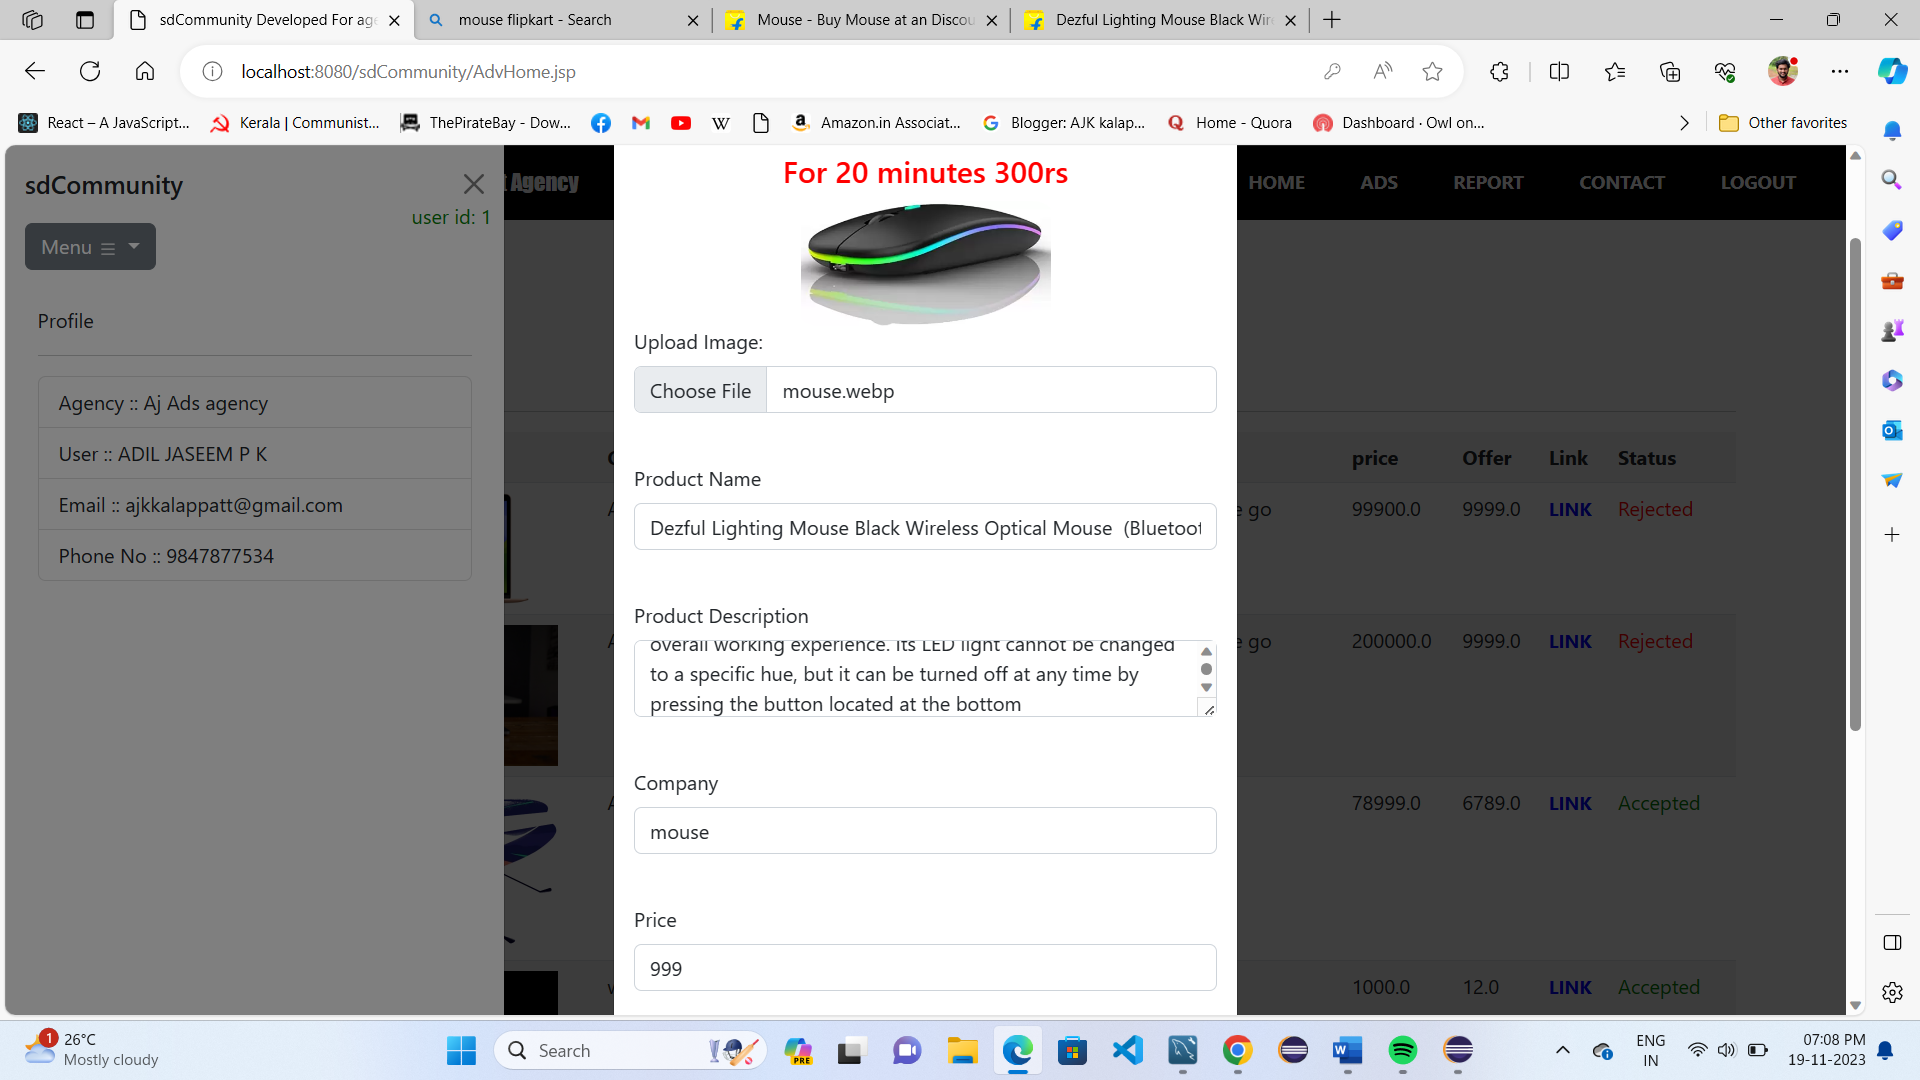 sdCommunity Developed For age
mouse flipkart - Search
Mouse - Buy Mouse at an Discou
Dezful Lighting Mouse Black Wire
localhost:8080/sdCommunity/AdvHome.jsp
React – A JavaScript...
Kerala | Communist...
ThePirateBay - Dow...
Amazon.in Associat...
Blogger: AJK kalap...
Home - Quora
Dashboard · Owl on...
Other favorites
sdCommunity
user id: 1
Menu
Profile
Agency :: Aj Ads agency
User :: ADIL JASEEM P K
Email :: ajkkalappatt@gmail.com
Phone No :: 9847877534
t Agency
HOME
ADS
REPORT
CONTACT
LOGOUT
For 20 minutes 300rs
Upload Image:
Choose File mouse.webp
Product Name
Dezful Lighting Mouse Black Wireless Optical Mouse (Bluetoot
Product Description
overall working experience. Its LED light cannot be changed
to a specific hue, but it can be turned off at any time by
pressing the button located at the bottom
Company
mouse
Price
999
price Offer Link Status
e go 99900.0 9999.0 LINK Rejected
e go 200000.0 9999.0 LINK Rejected
78999.0 6789.0 LINK Accepted
1000.0 12.0 LINK Accepted
1
26°C
Mostly cloudy
Search
PRE
ENG
IN
07:08 PM
19-11-2023